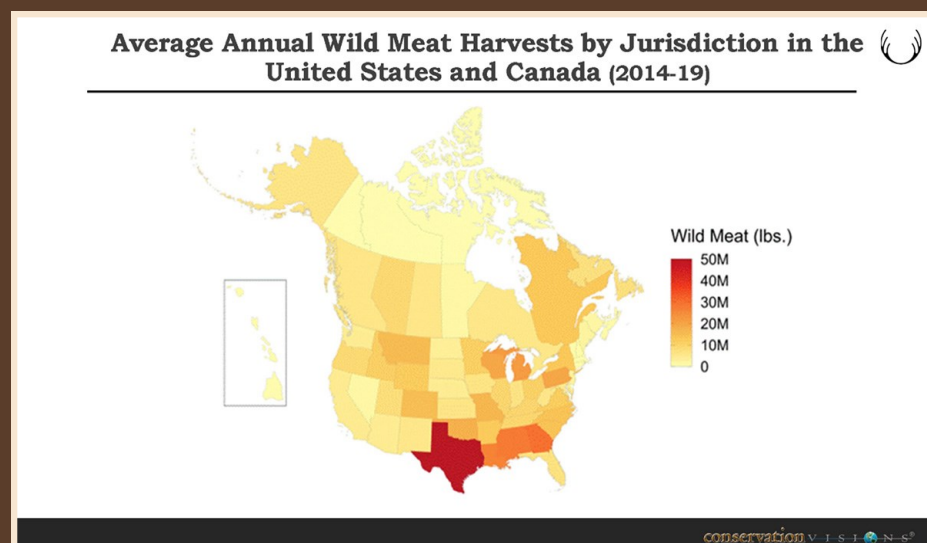 Average Annual Wild Meat Harvests by Jurisdiction in the
United States and Canada (2014-19)
Wild Meat (lbs.)
50M
40M
30M
20M
10M
0
conservation VISIONS®